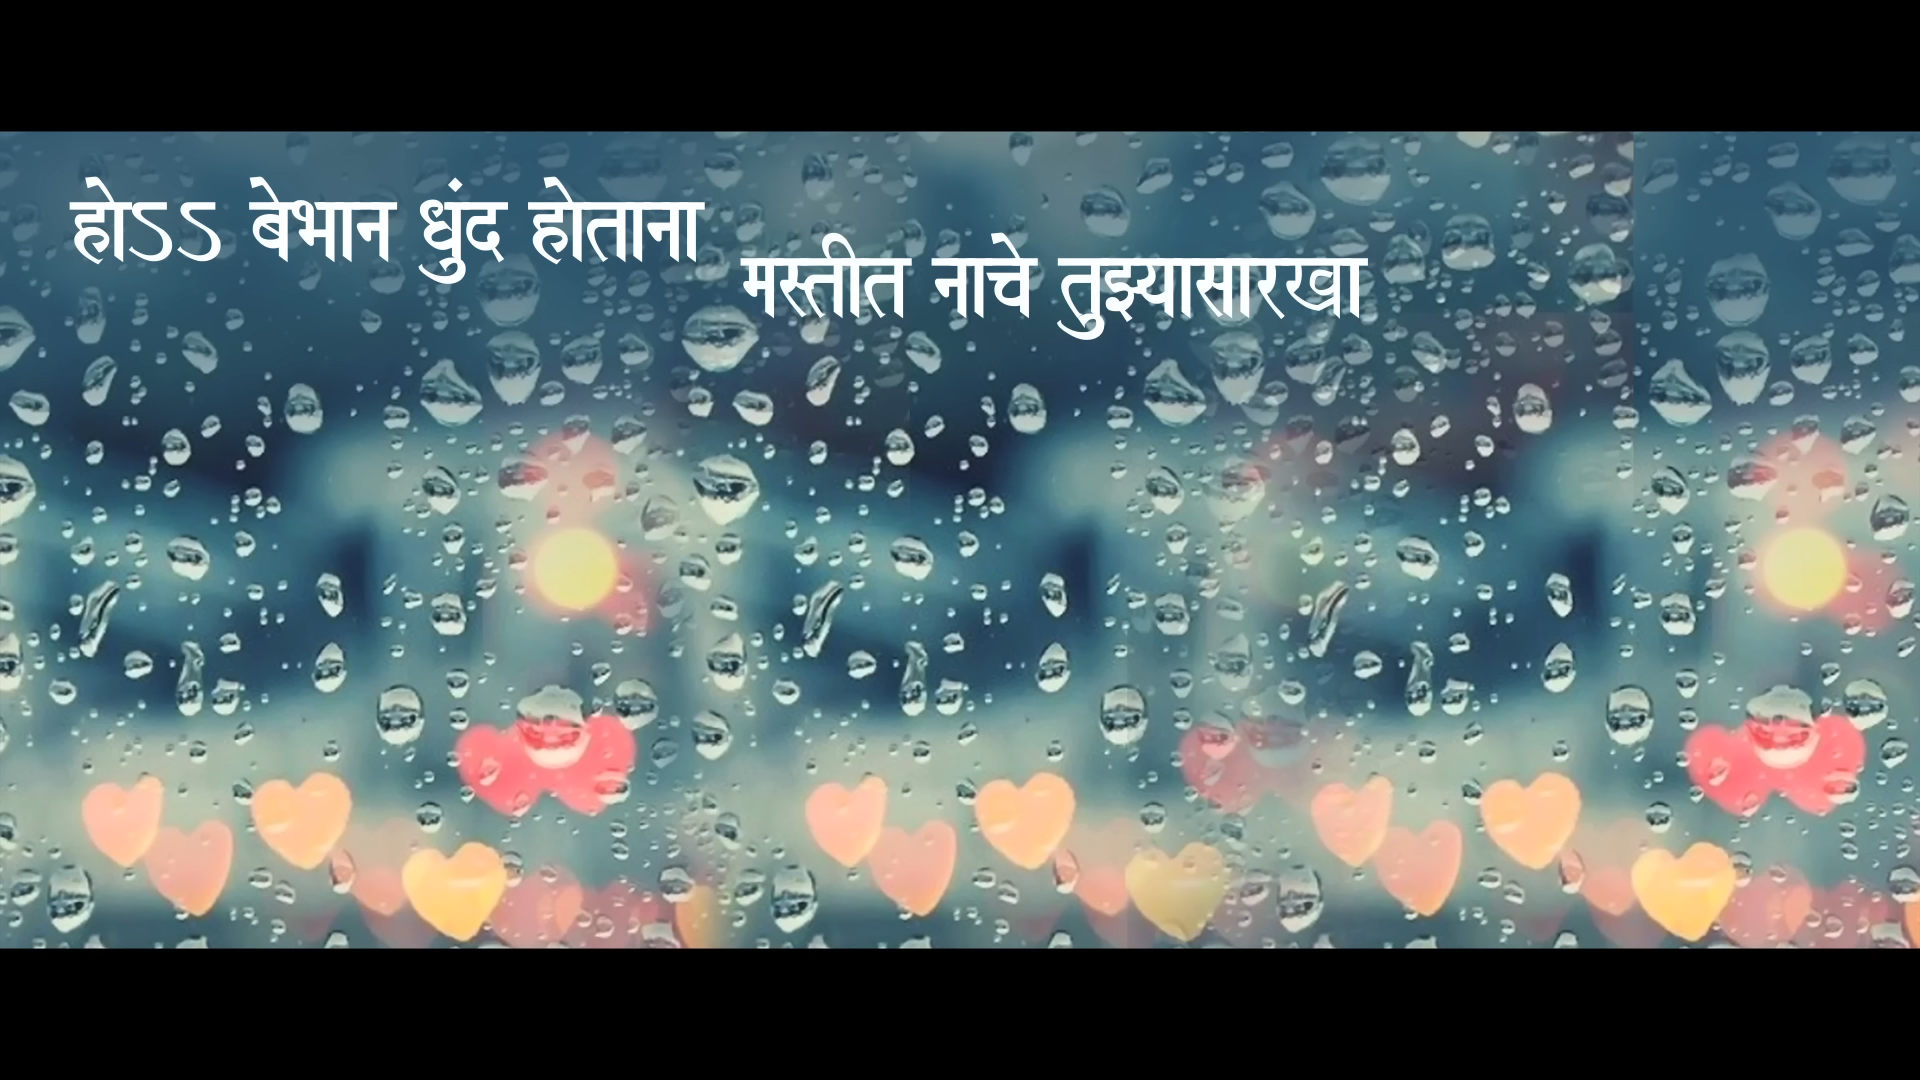 होऽऽ बेभान धुंद होताना
मस्तीत नाचे तुझ्यासारखा